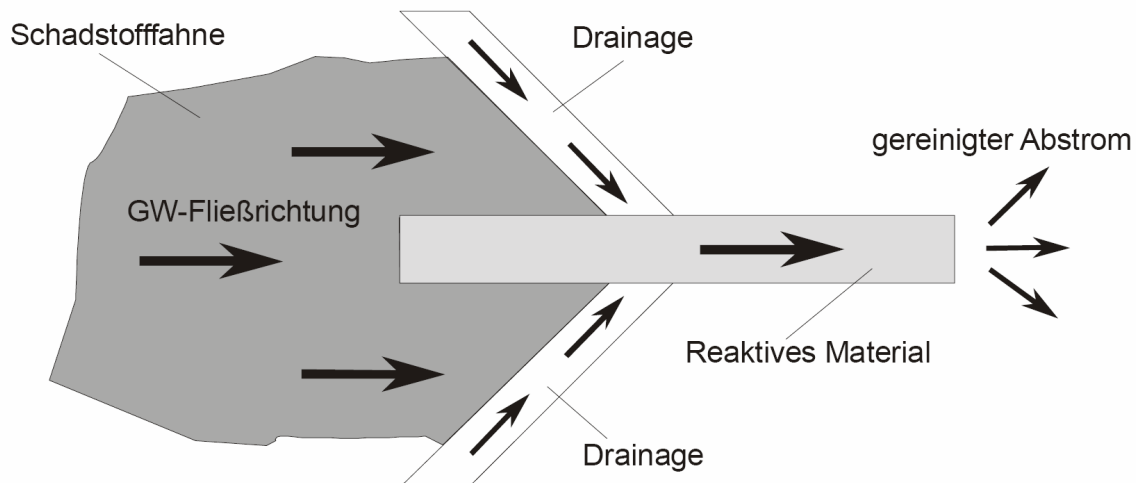 Schadstofffahne
Drainage
gereinigter Abstrom
GW-Fließrichtung
Reaktives Material
Drainage